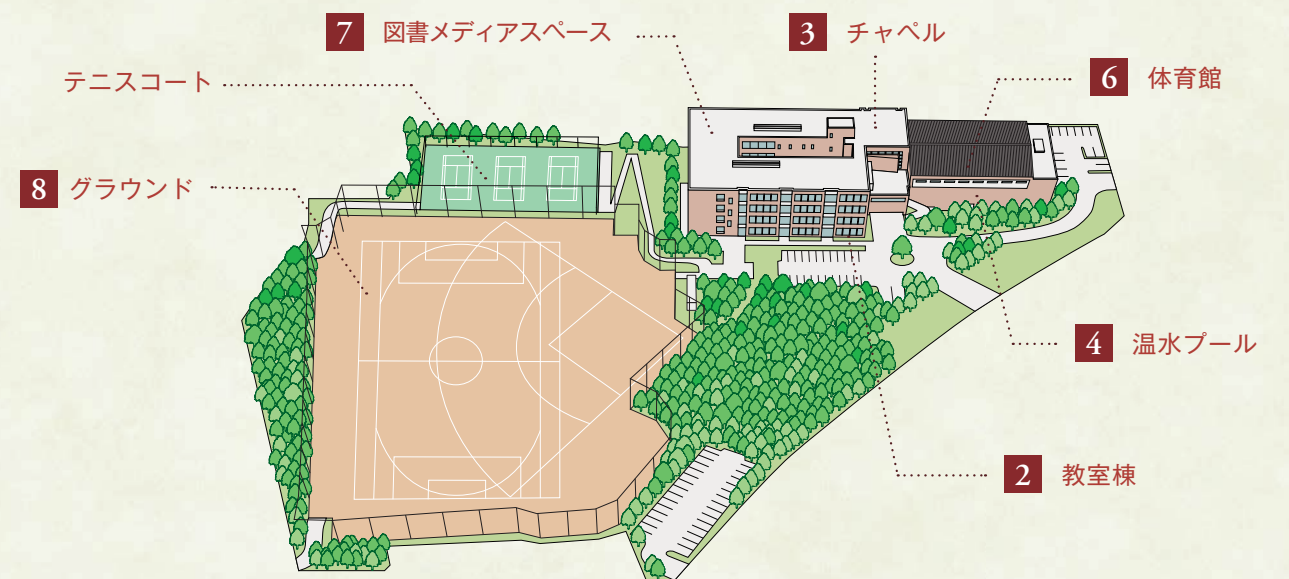 7 図書メディアスペース
3 チャペル
テニスコート
6 体育館
8 グラウンド
4 温水プール
2 教室棟